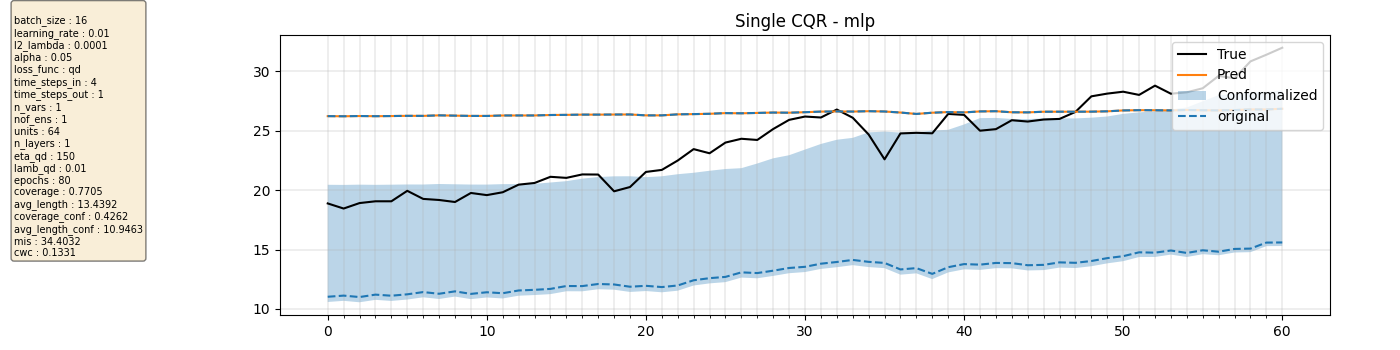 batch_size : 16
learning_rate : 0.01
l2_lambda : 0.0001
alpha : 0.05
loss_func : qd
time_steps_in : 4
time_steps_out : 1
n_vars : 1
nof_ens : 1
units : 64
n_layers : 1
eta_qd : 150
lamb_qd : 0.01
epochs : 80
coverage : 0.7705
avg_length : 13.4392
coverage_conf : 0.4262
avg_length_conf : 10.9463
mis : 34.4032
cwc : 0.1331
Single CQR - mlp
True
Pred
Conformalized
original
30
25
20
15
10
0 10 20 30 40 50 60